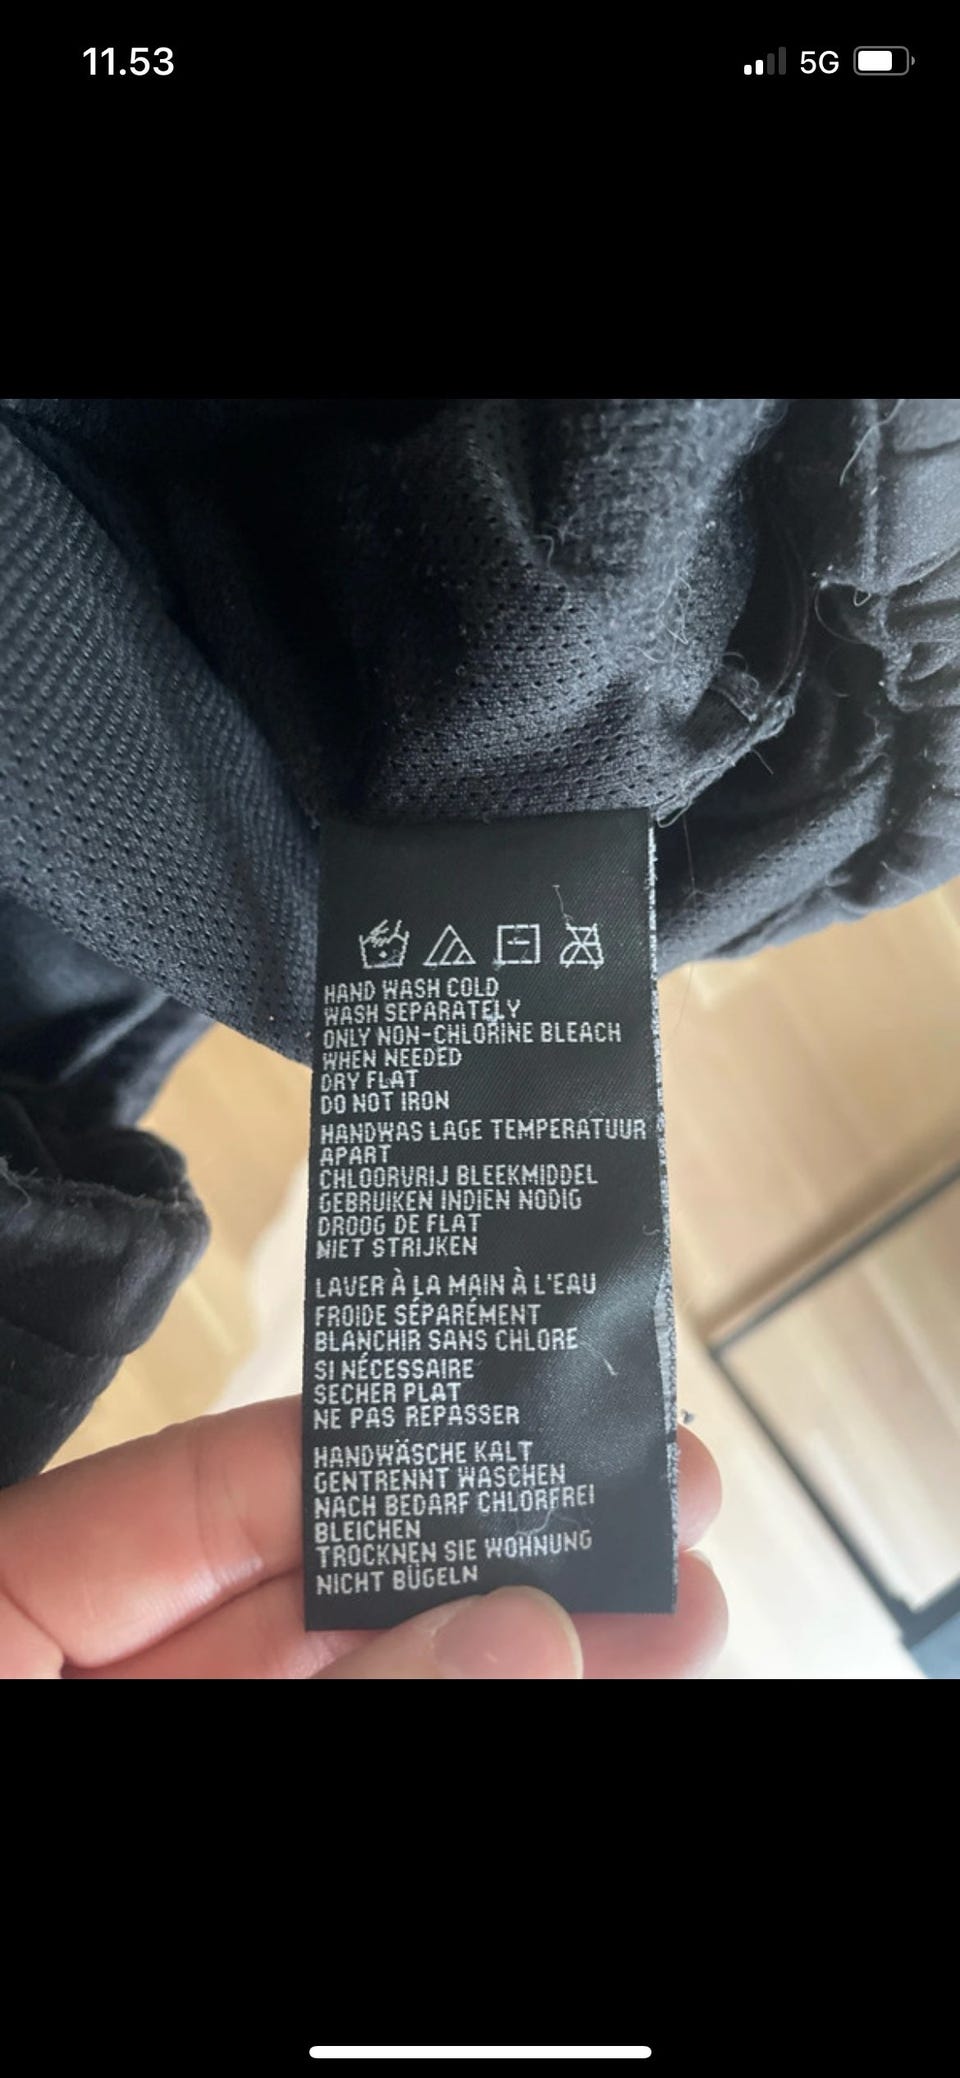 11.53
5G
HAND WASH COLD
WASH SEPARATELY
ONLY NON-CHLORINE BLEACH
WHEN NEEDED
DRY FLAT
DO NOT IRON
HANDWAS LAGE TEMPERATUUR
APART
CHLOORVRIJ BLEEKMIDDEL
GEBRUIKEN INDIEN NODIG
DROOG DE FLAT
NIET STRIJKEN
LAVER À LA MAIN À L'EAU
FROIDE SÉPARÉMENT
BLANCHIR SANS CHLORE
SI NÉCESSAIRE
SECHER PLAT
NE PAS REPASSER
HANDWÄSCHE KALT
GENTRENNT WASCHEN
NACH BEDARF CHLORFREI
BLEICHEN
TROCKNEN SIE WOHNUNG
NICHT BÜGELN